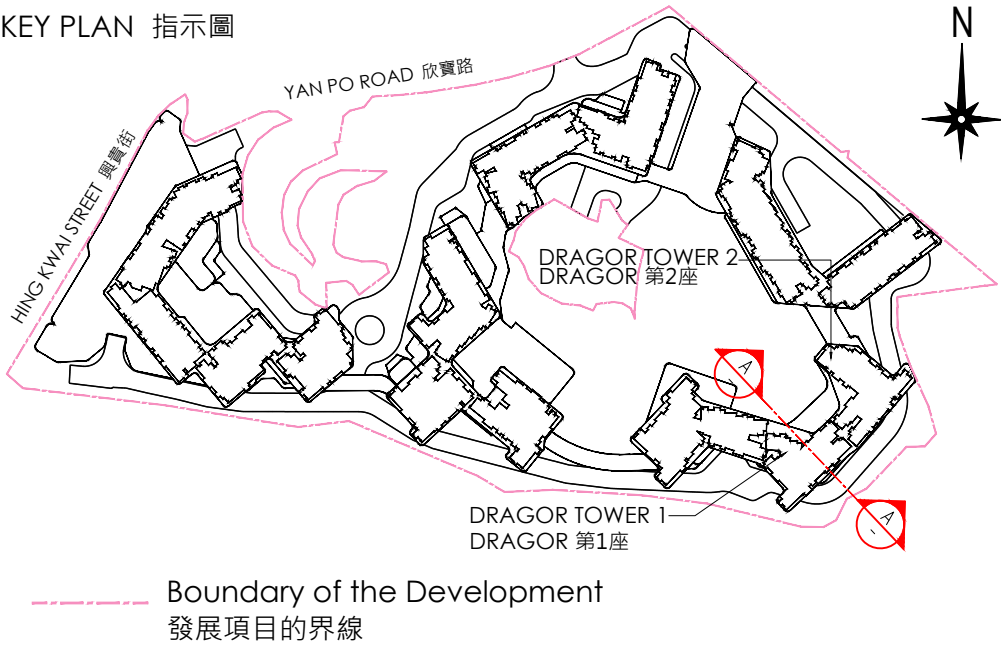 KEY PLAN 指示圖
N
YAN PO ROAD 欣寶路
HING KWAI STREET 興貴街
DRAGOR TOWER 2
DRAGOR 第2座
A
A
-
DRAGOR TOWER 1
DRAGOR 第1座
Boundary of the Development
發展項目的界線